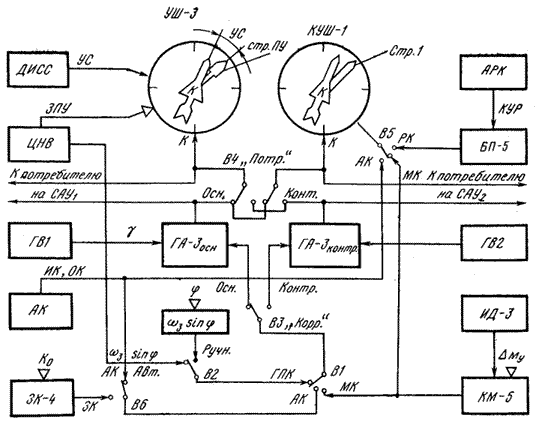 УШ-3
УС
стр.ПУ
КУШ-1
Стр.1
ДИСС
УС
К
К
АРК
ЗПУ
КУР
ЦНВ
К
К
В5
РК
БП-5
В4 „Потр."
АК
К потребителю
МК К потребителю
на САУ1
Осн.
Конт.
на САУ2
ГВ1
γ
ГА-3осн
ГА-3контр.
ГВ2
ИК, ОК
АК
Осн.
Контр.
φ
ω₃ sin φ
В3 „Корр."
ИД-3
ω₃ sin φ
Ручн.
К₀
АК
Авт.
В2
ГПК
В1
МК
Δму
ЗК-4
ЗК
В6
АК
КМ-5